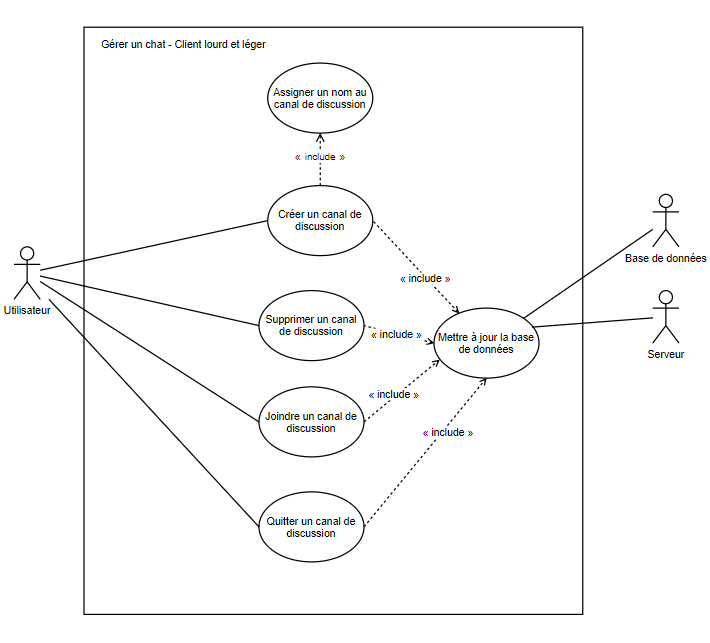 Gérer un chat - Client lourd et léger
Assigner un nom au
canal de discussion
« include »
Créer un canal de
discussion
« include »
Supprimer un canal
de discussion
« include »
Mettre à jour la base
de données
Joindre un canal de
discussion
« include »
« include »
Quitter un canal de
discussion
Utilisateur
Base de données
Serveur